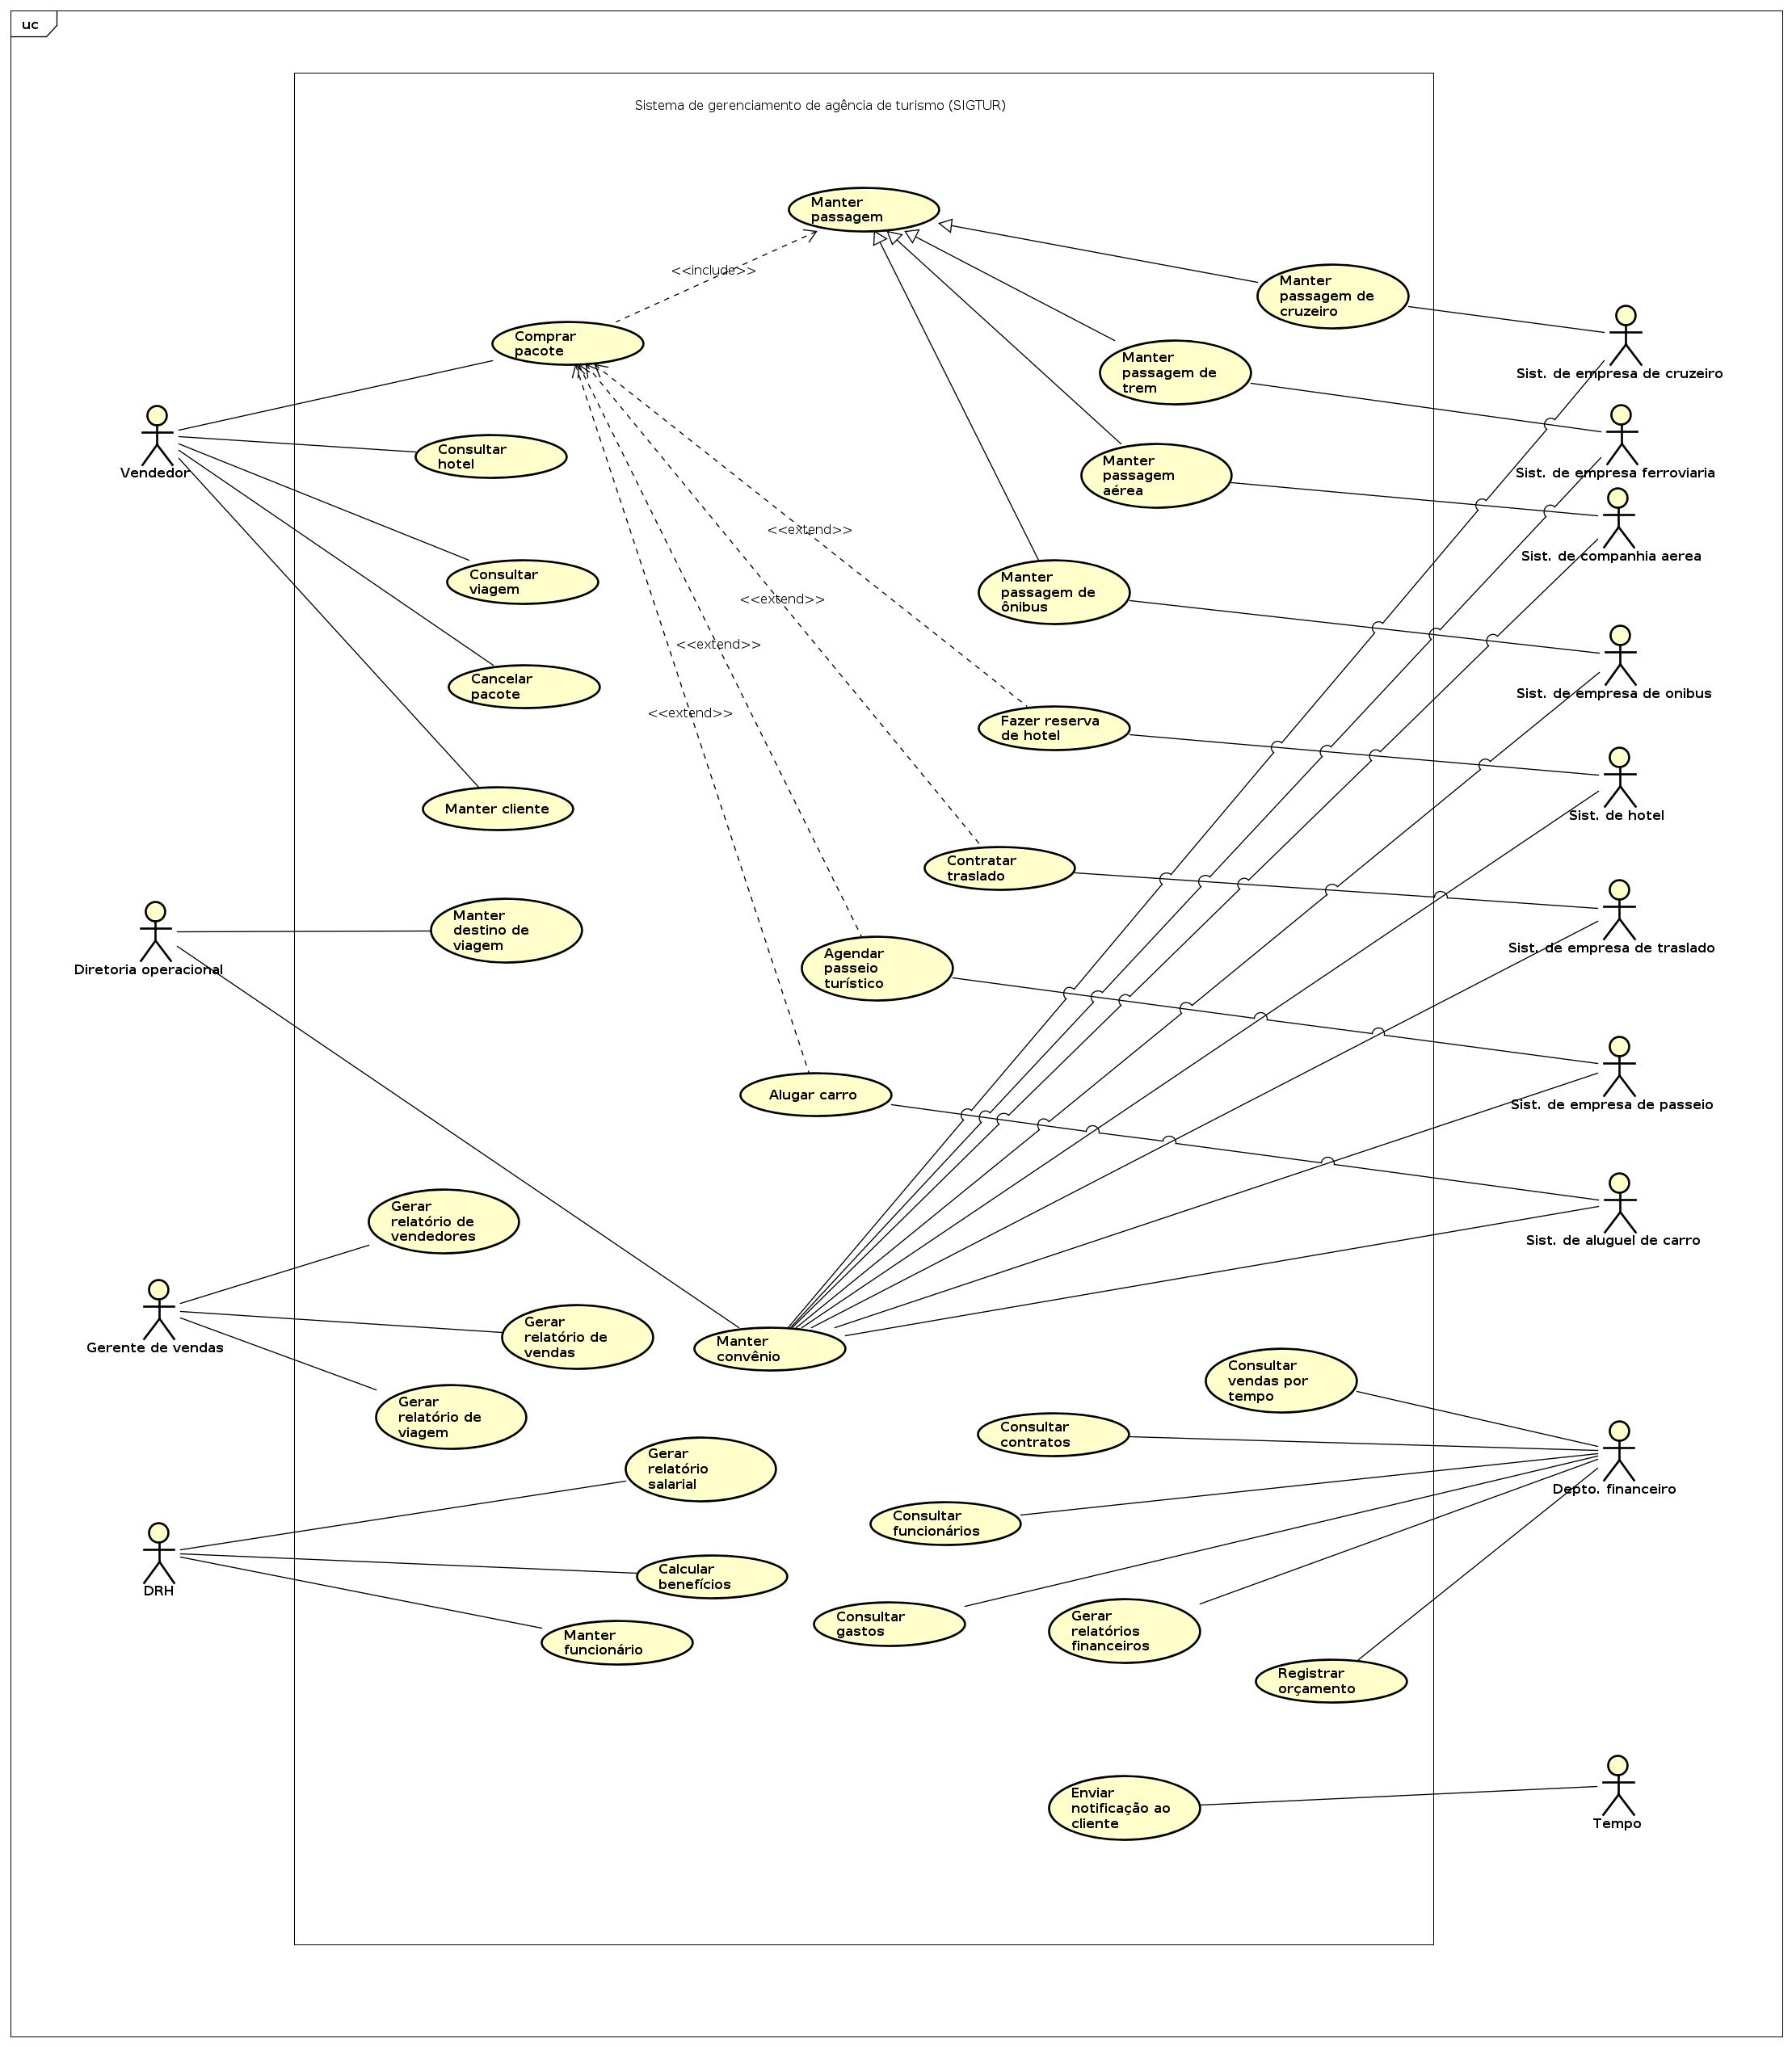 uc
Sistema de gerenciamento de agência de turismo (SIGTUR)
Manter
passagem
<<include>>
Manter
passagem de
cruzeiro
Comprar
pacote
Manter
passagem de
trem
Sist. de empresa de cruzeiro
Vendedor
Consultar
hotel
Manter
passagem
aérea
Sist. de empresa ferroviaria
<<extend>>
Sist. de companhia aerea
Consultar
viagem
<<extend>>
Manter
passagem de
ônibus
<<extend>>
Cancelar
pacote
Sist. de empresa de onibus
<<extend>>
Fazer reserva
de hotel
Manter cliente
Sist. de hotel
Contratar
traslado
Manter
destino de
viagem
Sist. de empresa de traslado
Diretoria operacional
Agendar
passeio
turístico
Alugar carro
Sist. de empresa de passeio
Gerar
relatório de
vendedores
Sist. de aluguel de carro
Gerente de vendas
Gerar
relatório de
vendas
Manter
convênio
Consultar
vendas por
tempo
Gerar
relatório de
viagem
Consultar
contratos
Gerar
relatório
salarial
Depto. financeiro
Consultar
funcionários
DRH
Calcular
benefícios
Consultar
gastos
Gerar
relatórios
financeiros
Manter
funcionário
Registrar
orçamento
Enviar
notificação ao
cliente
Tempo